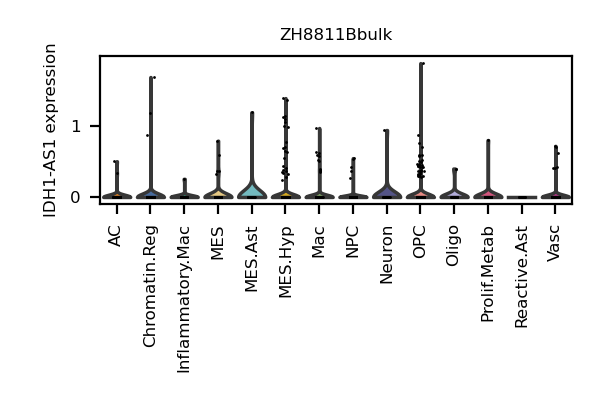 ZH8811Bbulk
IDH1-AS1 expression
1
0
AC
Chromatin.Reg
Inflammatory.Mac
MES
MES.Ast
MES.Hyp
Mac
NPC
Neuron
OPC
Oligo
Prolif.Metab
Reactive.Ast
Vasc